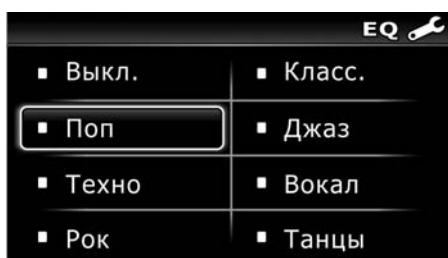 EQ
Выкл.
Класс.
Поп
Джаз
Техно
Вокал
Рок
Танцы